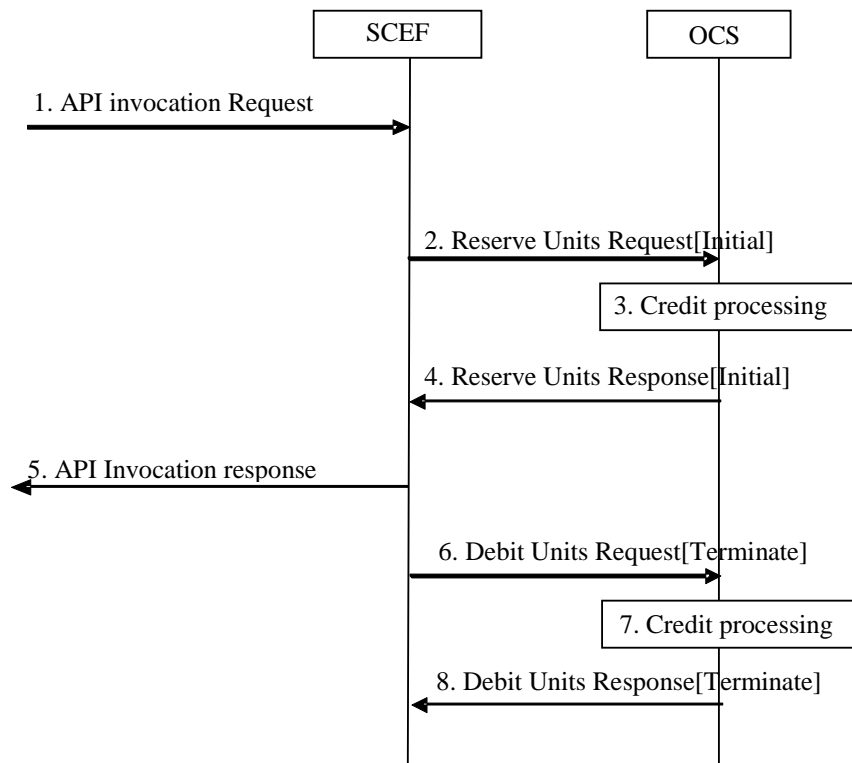 SCEF
OCS
1. API invocation Request
2. Reserve Units Request[Initial]
3. Credit processing
4. Reserve Units Response[Initial]
5. API Invocation response
6. Debit Units Request[Terminate]
7. Credit processing
8. Debit Units Response[Terminate]